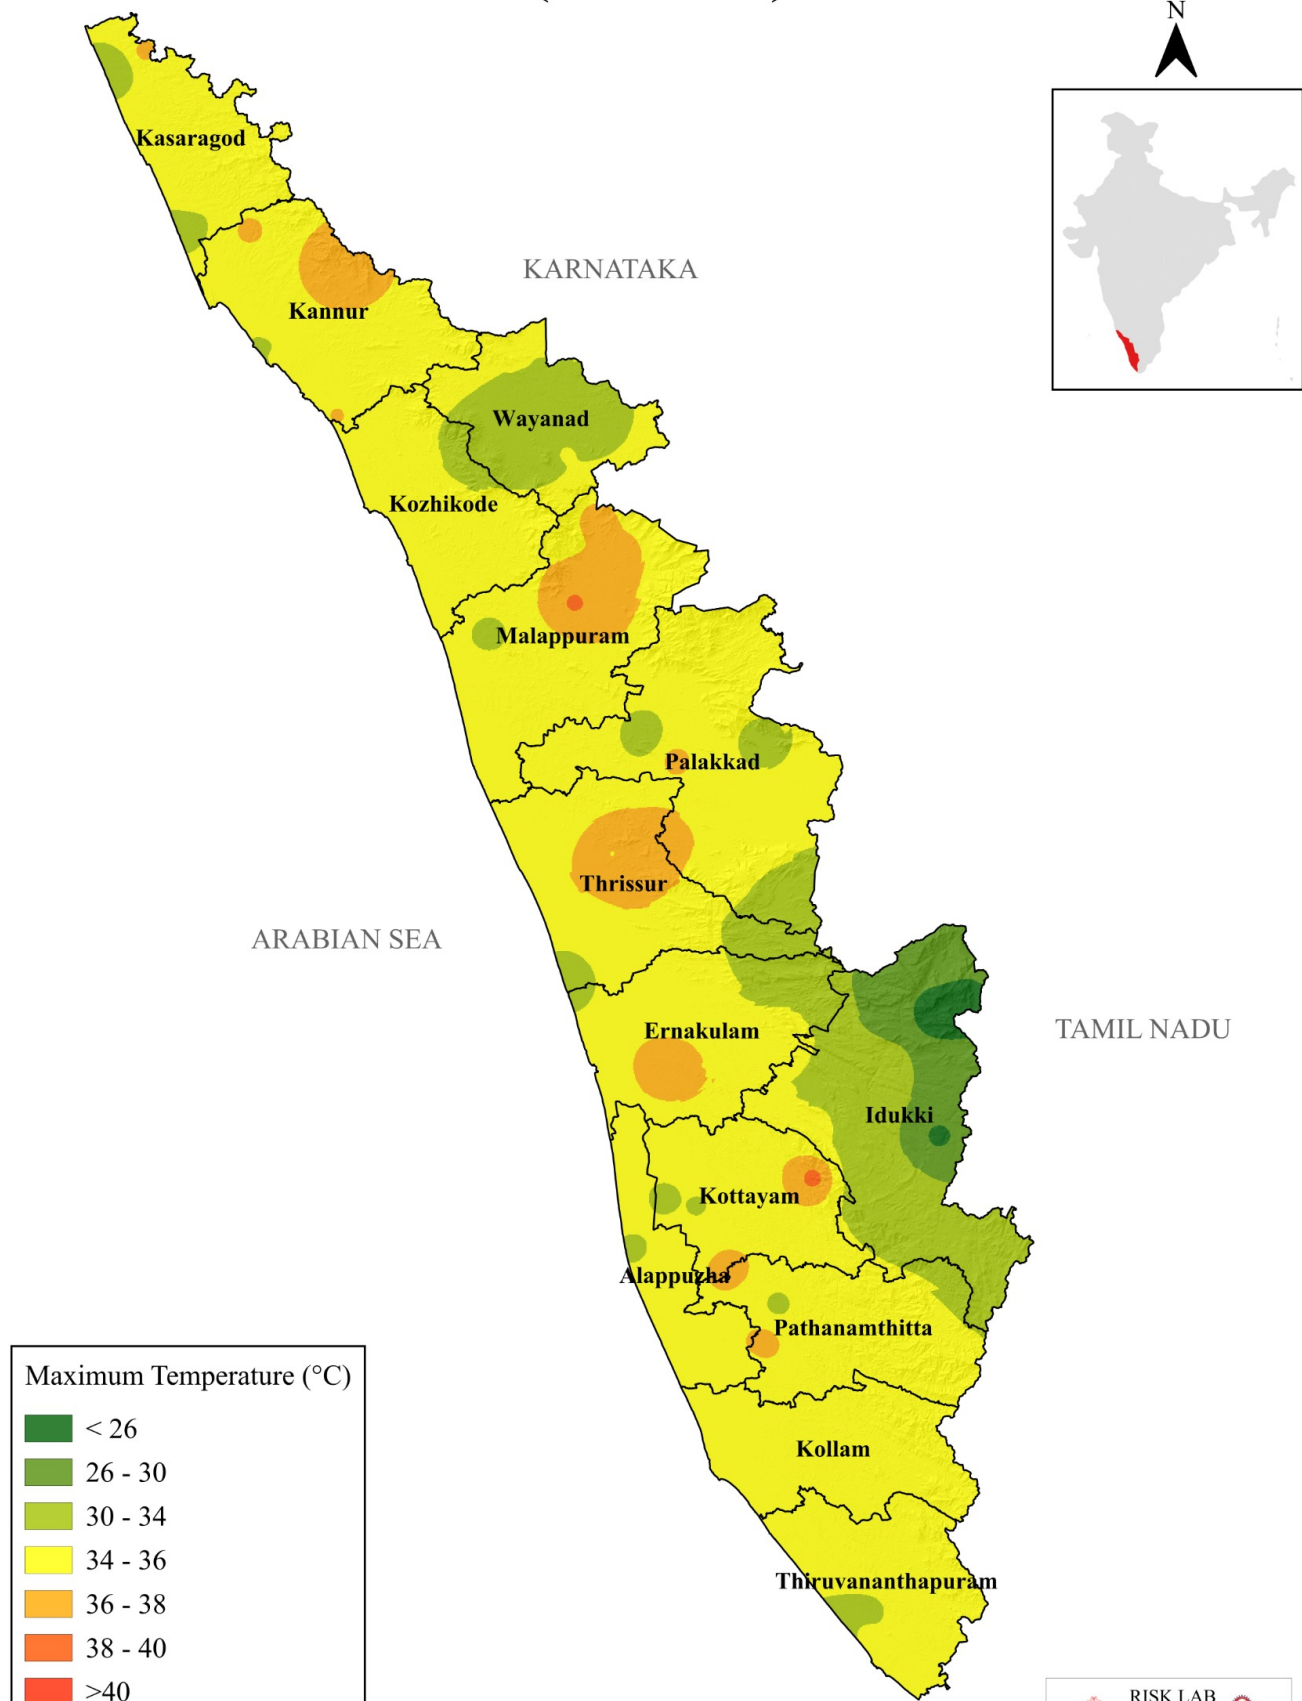 N
Kasaragod
KARNATAKA
Kannur
Wayanad
Kozhikode
Malappuram
Palakkad
Thrissur
ARABIAN SEA
Ernakulam
TAMIL NADU
Idukki
Kottayam
Alappuzha
Pathanamthitta
Kollam
Thiruvananthapuram
Maximum Temperature (°C)
< 26
26 - 30
30 - 34
34 - 36
36 - 38
38 - 40
>40
RISK LAB